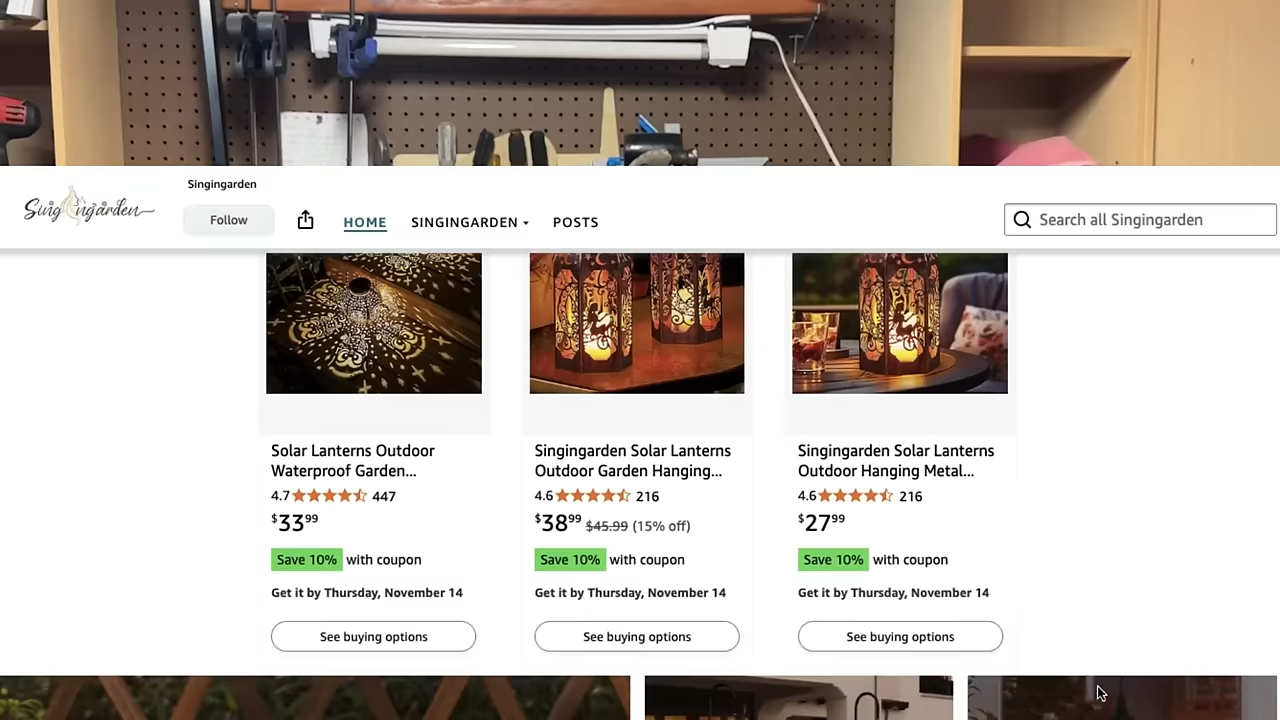 Singingarden
Singingarden
Follow
HOME
SINGINGARDEN
POSTS
Search all Singingarden
Solar Lanterns Outdoor
Waterproof Garden...
4.7 447
$33.99
Save 10% with coupon
Get it by Thursday, November 14
See buying options
Singingarden Solar Lanterns
Outdoor Garden Hanging...
4.6 216
$38.99 $45.99 (15% off)
Save 10% with coupon
Get it by Thursday, November 14
See buying options
Singingarden Solar Lanterns
Outdoor Hanging Metal...
4.6 216
$27.99
Save 10% with coupon
Get it by Thursday, November 14
See buying options